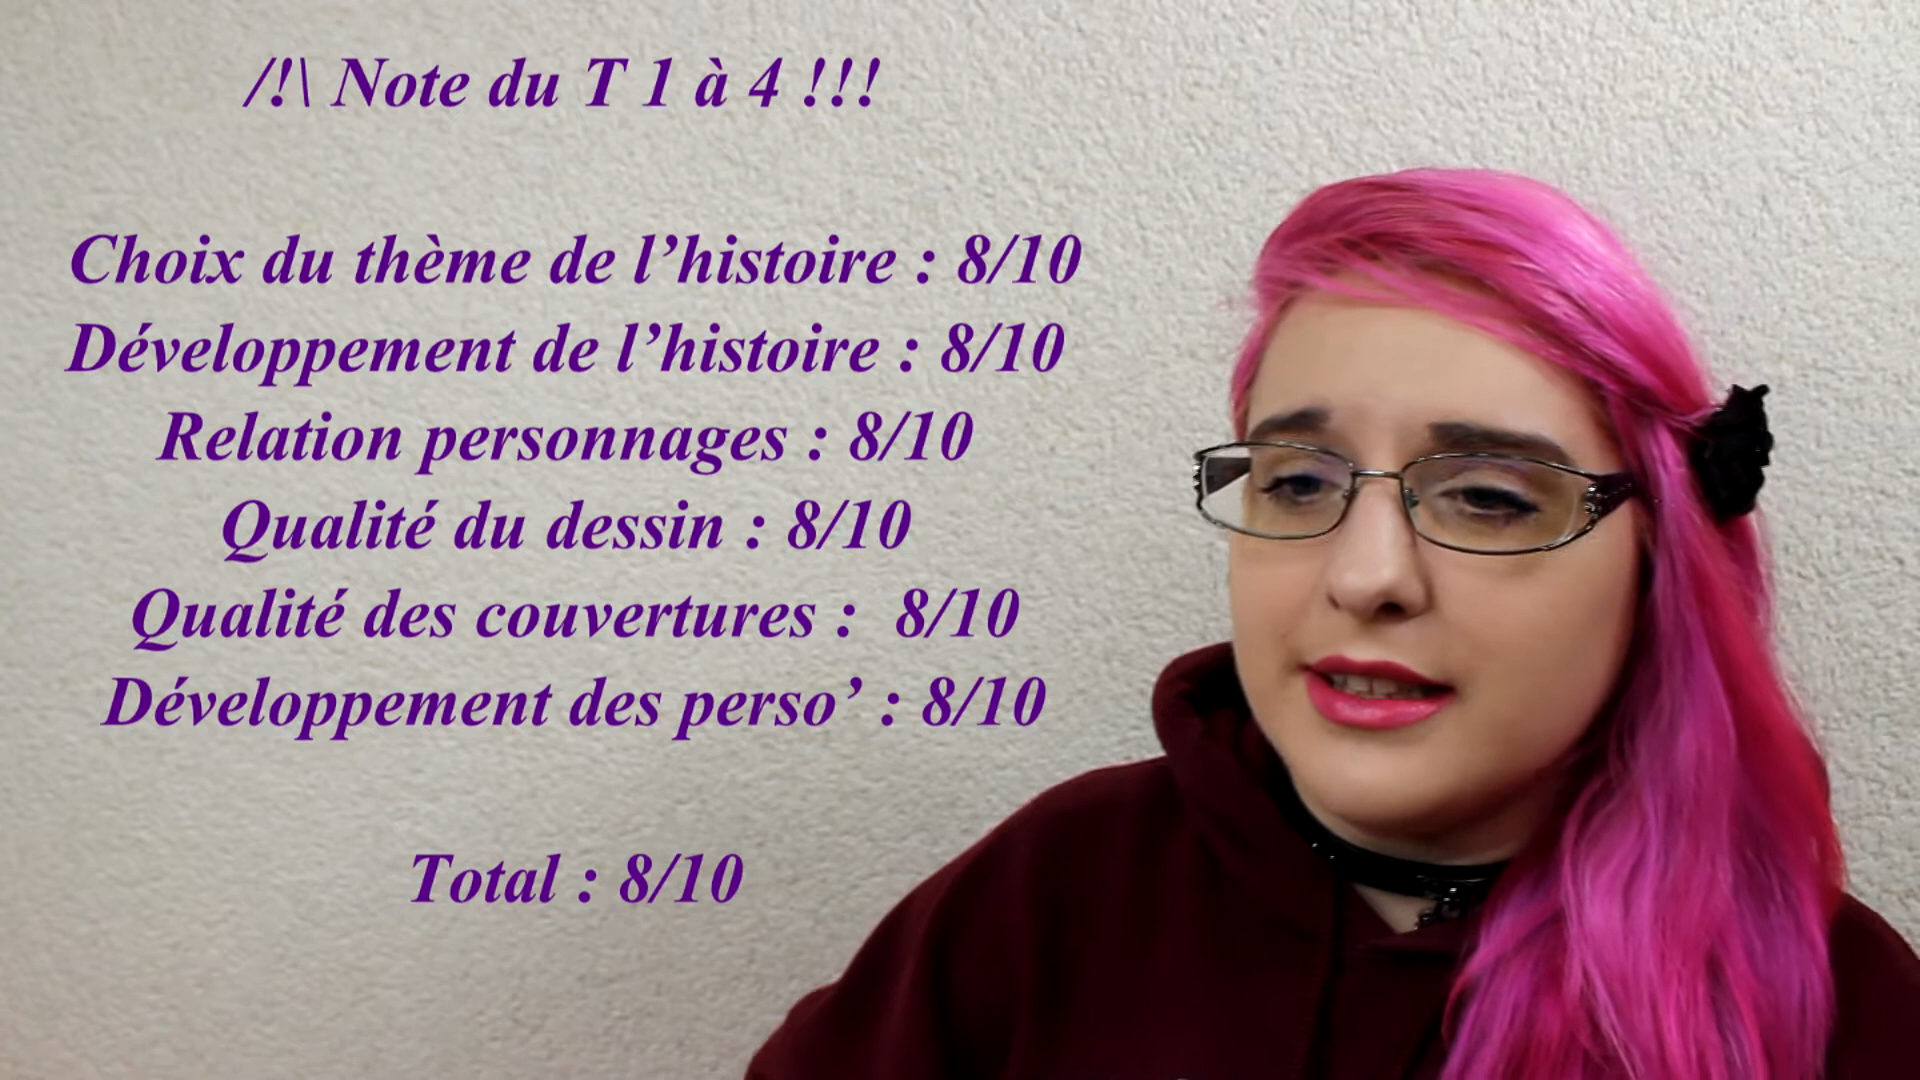 /!\ Note du T 1 à 4 !!!
Choix du thème de l’histoire : 8/10
Développement de l’histoire : 8/10
Relation personnages : 8/10
Qualité du dessin : 8/10
Qualité des couvertures :  8/10
Développement des perso’ : 8/10
Total : 8/10